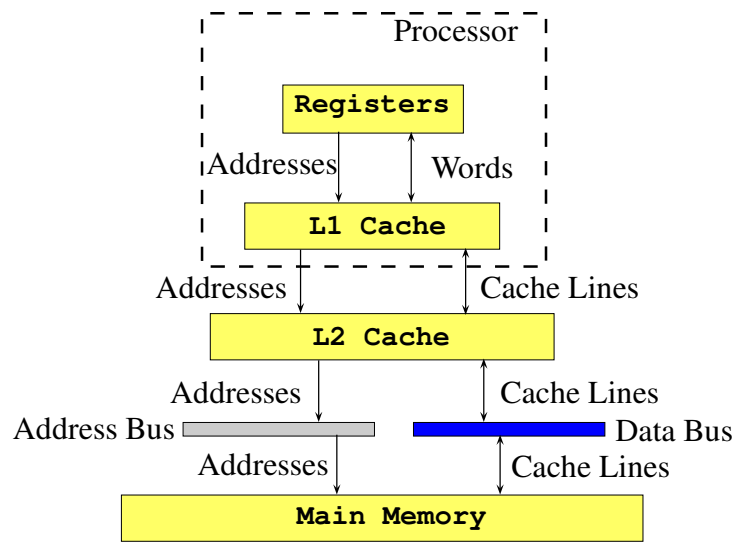 Processor
Registers
Addresses
Words
L1 Cache
Addresses
Cache Lines
L2 Cache
Addresses
Cache Lines
Address Bus
Data Bus
Addresses
Cache Lines
Main Memory